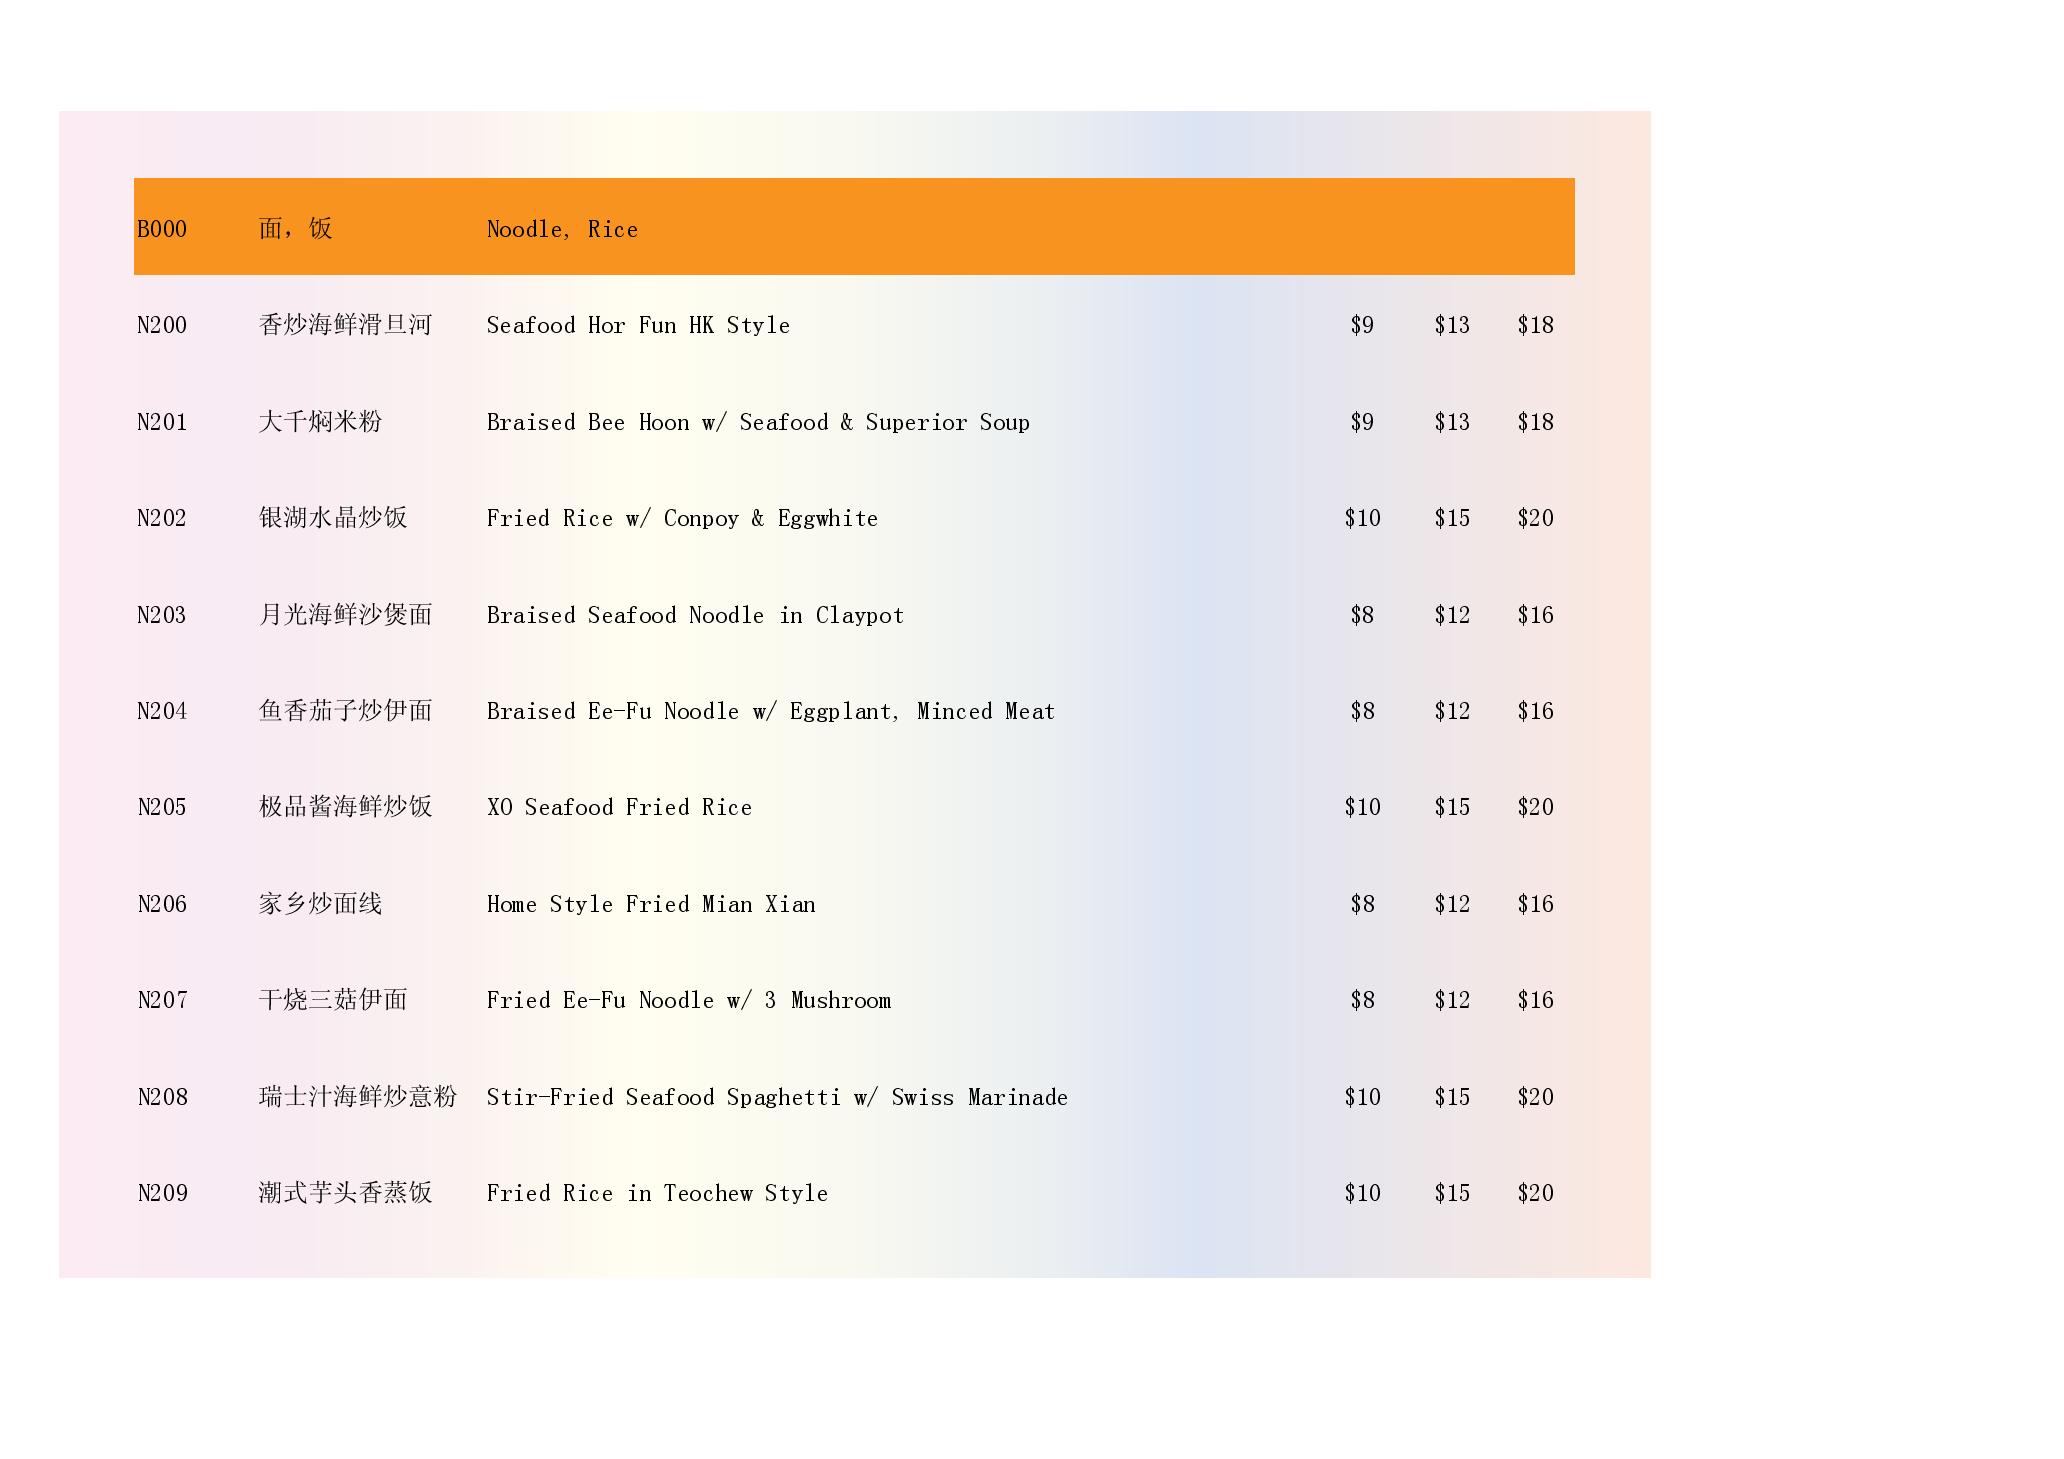 B000 面，饭 Noodle, Rice
N200 香炒海鲜滑旦河 Seafood Hor Fun HK Style $9 $13 $18
N201 大千焖米粉 Braised Bee Hoon w/ Seafood & Superior Soup $9 $13 $18
N202 银湖水晶炒饭 Fried Rice w/ Conpoy & Eggwhite $10 $15 $20
N203 月光海鲜沙煲面 Braised Seafood Noodle in Claypot $8 $12 $16
N204 鱼香茄子炒伊面 Braised Ee-Fu Noodle w/ Eggplant, Minced Meat $8 $12 $16
N205 极品酱海鲜炒饭 XO Seafood Fried Rice $10 $15 $20
N206 家乡炒面线 Home Style Fried Mian Xian $8 $12 $16
N207 干烧三菇伊面 Fried Ee-Fu Noodle w/ 3 Mushroom $8 $12 $16
N208 瑞士汁海鲜炒意粉 Stir-Fried Seafood Spaghetti w/ Swiss Marinade $10 $15 $20
N209 潮式芋头香蒸饭 Fried Rice in Teochew Style $10 $15 $20